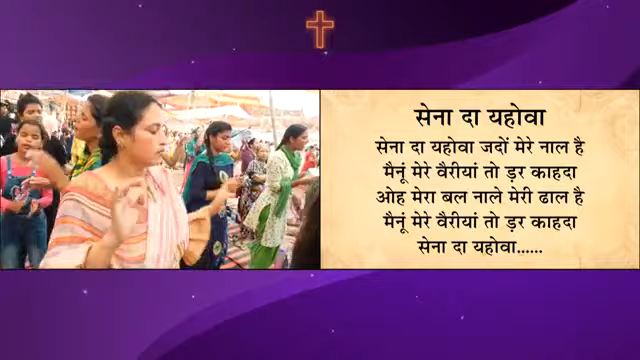 सेना दा यहोवा
सेना दा यहोवा जदों मेरे नाल है
मैनूं मेरे वैरीयां तो ड़र काहदा
ओह मेरा बल नाले मेरी ढाल है
मैनूं मेरे वैरीयां तो ड़र काहदा
सेना दा यहोवा......